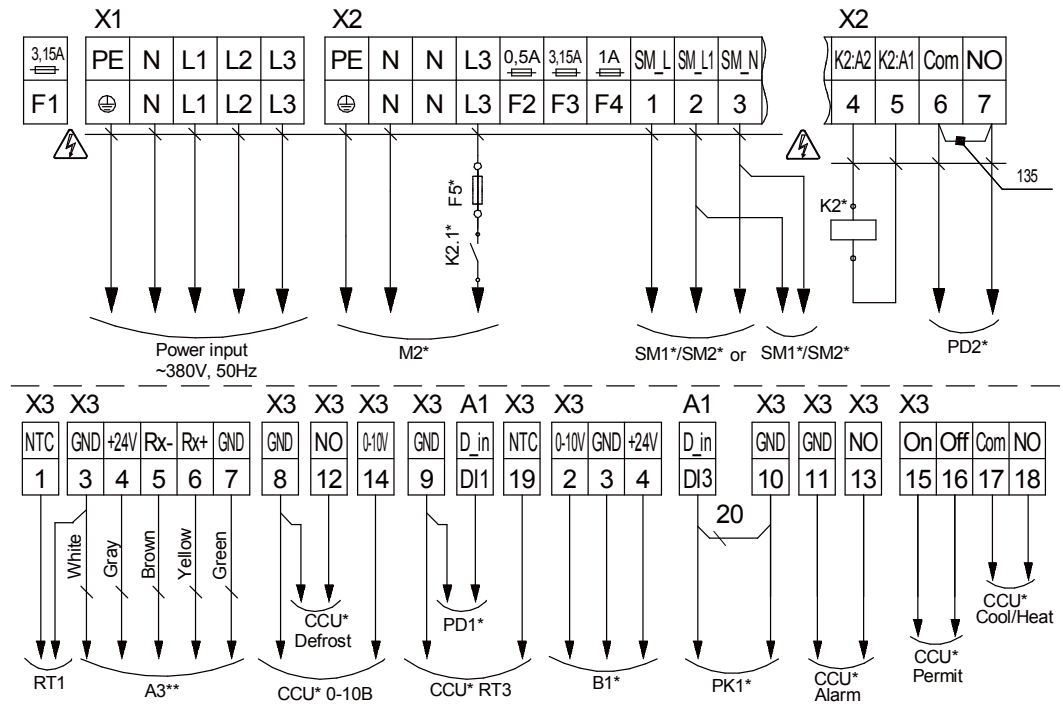 X1 X2 X2
3,15A PE N L1 L2 L3 PE N N L3 0,5A 3,15A 1A SM_L SM_L1 SM_N K2:A2 K2:A1 Com NO
F1 N L1 L2 L3 N N L3 F2 F3 F4 1 2 3 4 5 6 7
135
F5*
K2.1*
K2*
Power input
~380V, 50Hz
M2*
SM1*/SM2* or SM1*/SM2*
PD2*
X3 X3 X3 X3 X3 X3 A1 X3 X3 A1 X3 X3 X3 X3
NTC GND +24V Rx- Rx+ GND GND NO 0-10V GND D_in NTC 0-10V GND +24V D_in GND GND NO On Off Com NO
1 3 4 5 6 7 8 12 14 9 DI1 19 2 3 4 DI3 10 11 13 15 16 17 18
20
White
Gray
Brown
Yellow
Green
CCU*
Defrost
PD1*
CCU*
Cool/Heat
RT1
A3**
CCU* 0-10B
CCU* RT3
B1*
PK1*
CCU*
Alarm
CCU*
Permit